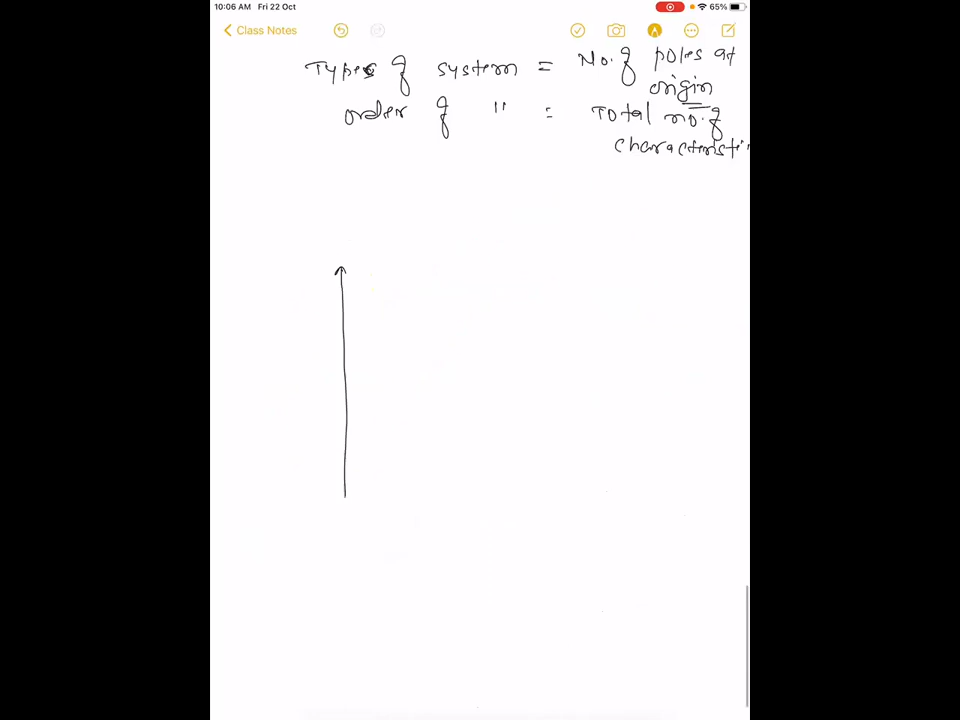 10:06 AM Fri 22 Oct 65%
Class Notes
Types of system = No. of poles at
origin
order of " = Total no. of
characteristi